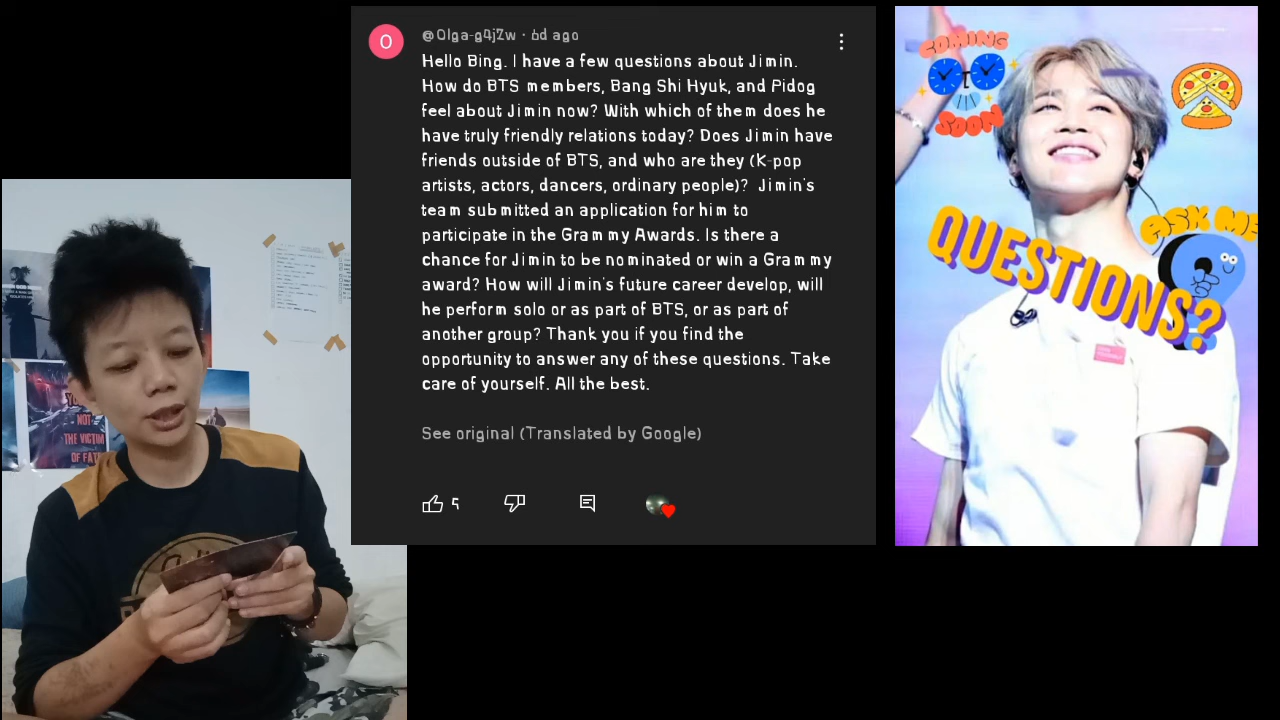 @Olga-g4j7w · 6d ago
Hello Bing. I have a few questions about Jimin.
How do BTS members, Bang Shi Hyuk, and Pidog
feel about Jimin now? With which of them does he
have truly friendly relations today? Does Jimin have
friends outside of BTS, and who are they (K-pop
artists, actors, dancers, ordinary people)? Jimin's
team submitted an application for him to
participate in the Grammy Awards. Is there a
chance for Jimin to be nominated or win a Grammy
award? How will Jimin's future career develop, will
he perform solo or as part of BTS, or as part of
another group? Thank you if you find the
opportunity to answer any of these questions. Take
care of yourself. All the best.
See original (Translated by Google)
5
O
COMING
SOON
ASK ME
QUESTIONS?
NOT
THE VICTIM
OF FATE